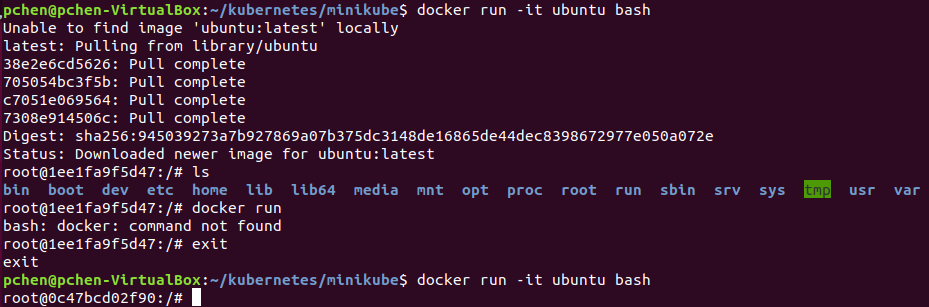 pchen@pchen-VirtualBox:~/kubernetes/minikube$ docker run -it ubuntu bash
Unable to find image 'ubuntu:latest' locally
latest: Pulling from library/ubuntu
38e2e6cd5626: Pull complete
705054bc3f5b: Pull complete
c7051e069564: Pull complete
7308e914506c: Pull complete
Digest: sha256:945039273a7b927869a07b375dc3148de16865de44dec8398672977e050a072e
Status: Downloaded newer image for ubuntu:latest
root@1ee1fa9f5d47:/# ls
bin  boot  dev  etc  home  lib  lib64  media  mnt  opt  proc  root  run  sbin  srv  sys  tmp  usr  var
root@1ee1fa9f5d47:/# docker run
bash: docker: command not found
root@1ee1fa9f5d47:/# exit
exit
pchen@pchen-VirtualBox:~/kubernetes/minikube$ docker run -it ubuntu bash
root@0c47bcd02f90:/#